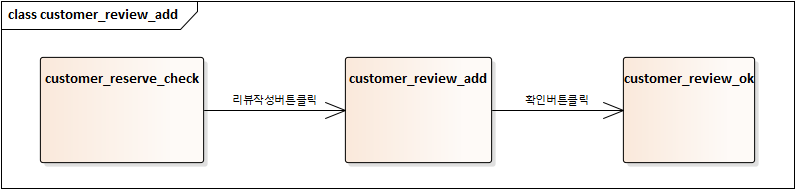 class customer_review_add
customer_reserve_check
리뷰작성버튼클릭
customer_review_add
확인버튼클릭
customer_review_ok